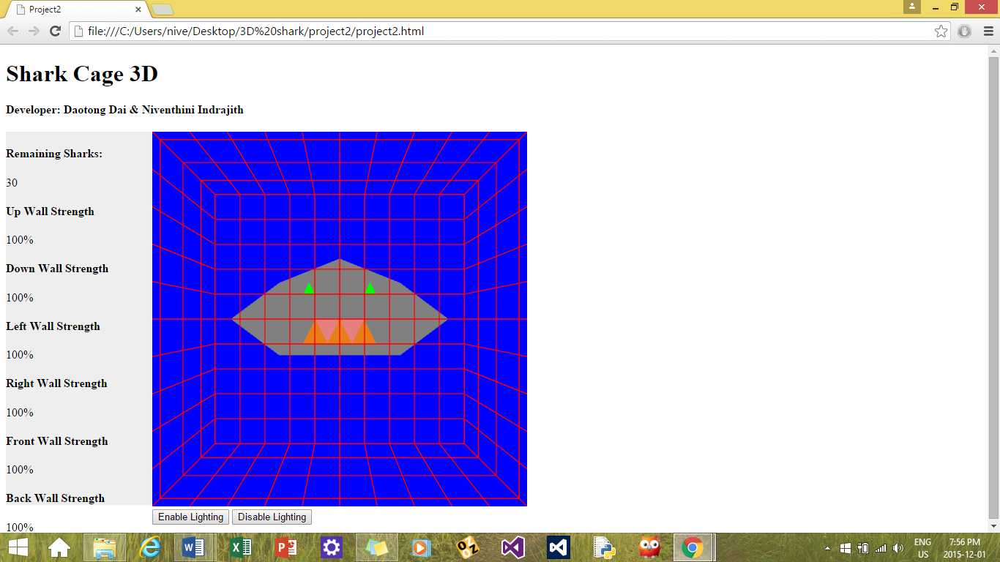 Project2
file:///C:/Users/nive/Desktop/3D%20shark/project2/project2.html
Shark Cage 3D
Developer: Daotong Dai & Niventhini Indrajith
Remaining Sharks:
30
Up Wall Strength
100%
Down Wall Strength
100%
Left Wall Strength
100%
Right Wall Strength
100%
Front Wall Strength
100%
Back Wall Strength
100%
Enable Lighting Disable Lighting
ENG 7:56 PM
US 2015-12-01